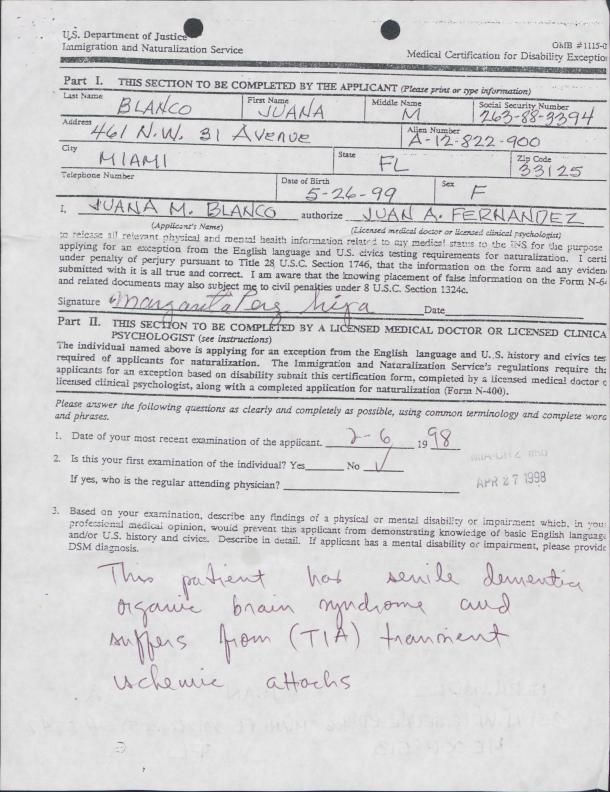 U.S. Department of Justice
Immigration and Naturalization Service
OMB #1115-0
Medical Certification for Disability Exceptio
Part I. THIS SECTION TO BE COMPLETED BY THE APPLICANT (Please print or type information)
Last Name First Name Middle Name Social Security Number
BLANCO JUANA M 263-88-3394
Address Alien Number
461 N.W. 31 Avenue A-12-822-900
City State Zip Code
MIAMI FL 33125
Telephone Number Date of Birth Sex
5-26-99 F
I, JUANA M. BLANCO authorize JUAN A. FERNANDEZ
(Applicant's Name) (Licensed medical doctor or licensed clinical psychologist)
to release all relevant physical and mental health information related to my medical status to the INS for the purpose
applying for an exception from the English language and U.S. civics testing requirements for naturalization. I certi
under penalty of perjury pursuant to Title 28 U.S.C. Section 1746, that the information on the form and any eviden
submitted with it is all true and correct. I am aware that the knowing placement of false information on the Form N-6
and related documents may also subject me to civil penalties under 8 U.S.C. Section 1324c.
Signature Margarita Date
Part II. THIS SECTION TO BE COMPLETED BY A LICENSED MEDICAL DOCTOR OR LICENSED CLINICA
PSYCHOLOGIST (see instructions)
The individual named above is applying for an exception from the English language and U.S. history and civics tes
required of applicants for naturalization. The Immigration and Naturalization Service's regulations require tha
applicants for an exception based on disability submit this certification form, completed by a licensed medical doctor o
licensed clinical psychologist, along with a completed application for naturalization (Form N-400).
Please answer the following questions as clearly and completely as possible, using common terminology and complete word
and phrases.
1. Date of your most recent examination of the applicant. 2-6 1998
2. Is this your first examination of the individual? Yes No ✓
If yes, who is the regular attending physician?
APR 27 1998
3. Based on your examination, describe any findings of a physical or mental disability or impairment which, in you
professional medical opinion, would prevent this applicant from demonstrating knowledge of basic English language
and/or U.S. history and civics. Describe in detail. If applicant has a mental disability or impairment, please provide
DSM diagnosis.
This patient has senile dementia
organic brain syndrome and
suffers from (TIA) transient
ischemic attacks